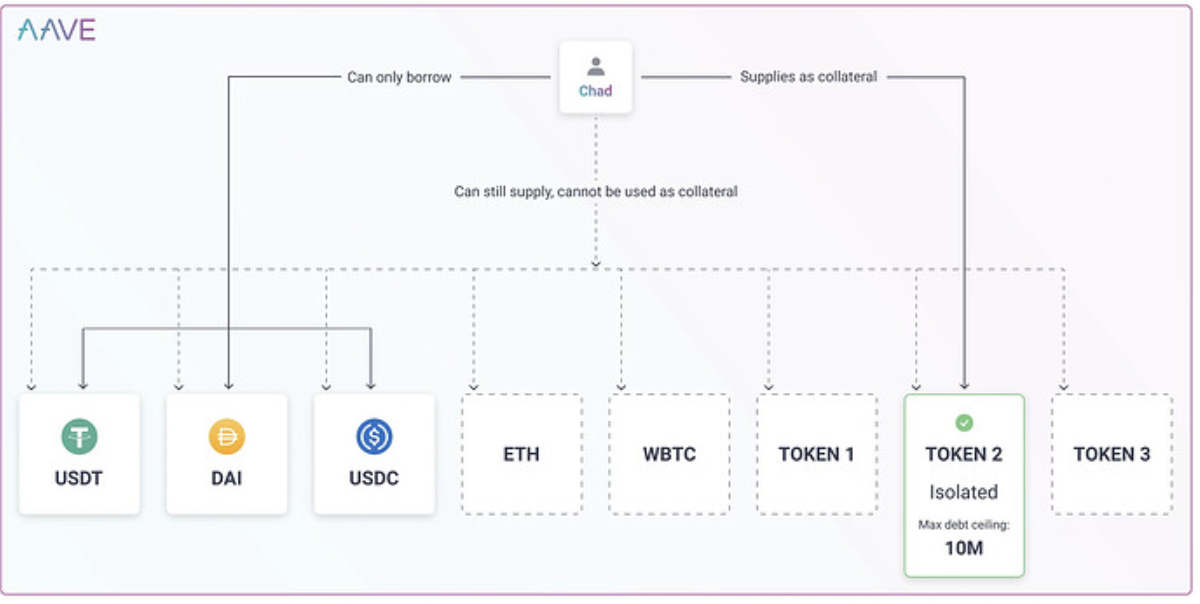 AAVE
Can only borrow
Chad
Supplies as collateral
Can still supply, cannot be used as collateral
USDT
DAI
USDC
ETH
WBTC
TOKEN 1
TOKEN 2
Isolated
Max debt ceiling:
10M
TOKEN 3